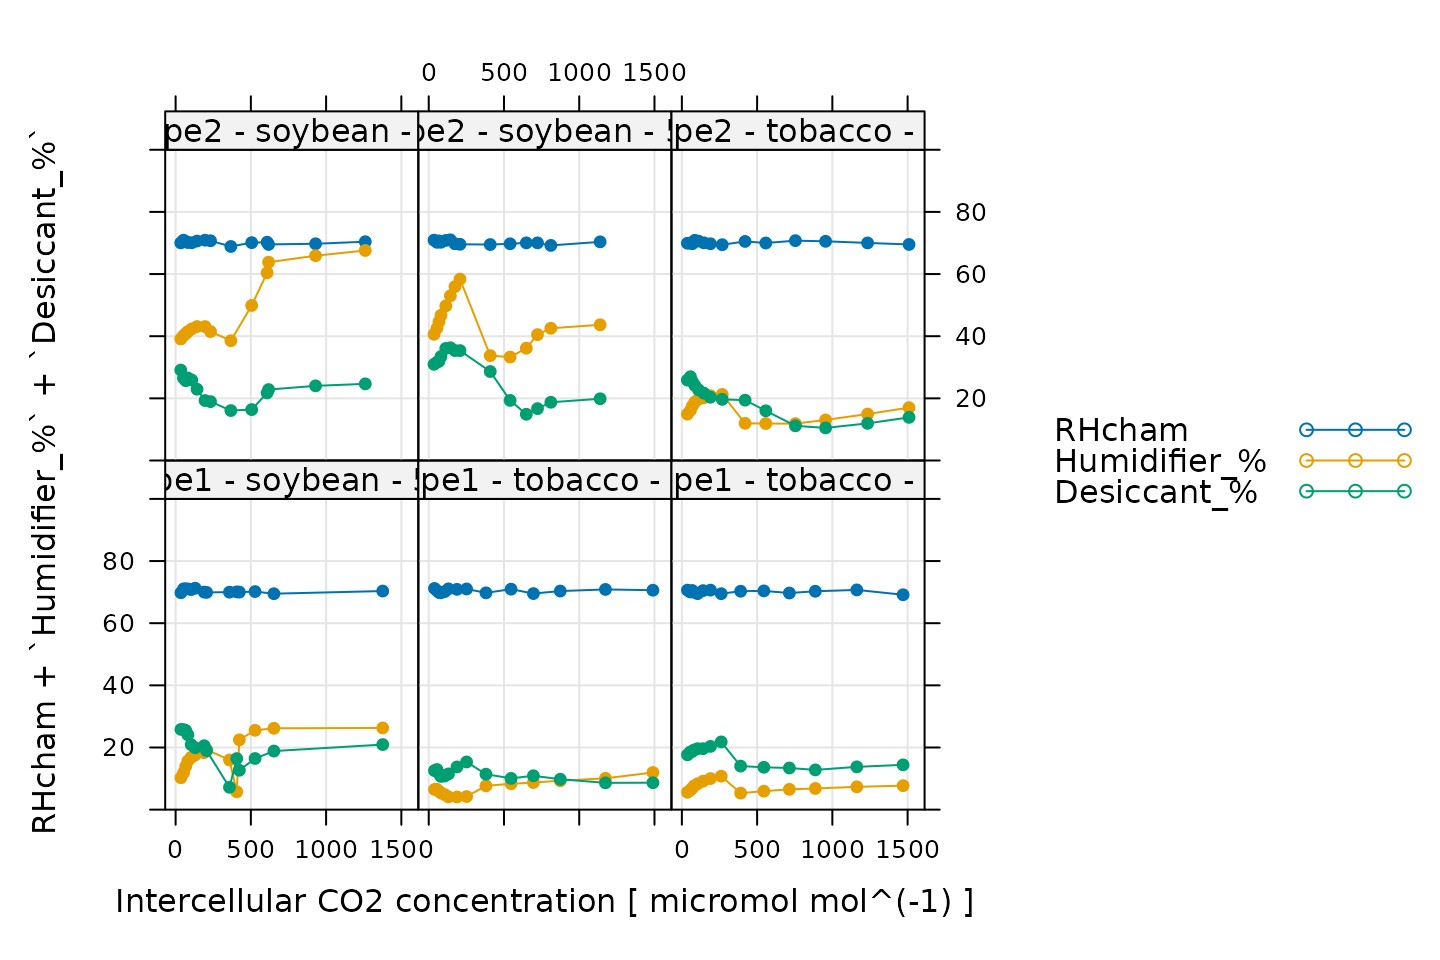 0 500 1000 1500
pe2 - soybean -
pe2 - soybean -
pe2 - tobacco -
80
60
40
20
pe1 - soybean -
pe1 - tobacco -
pe1 - tobacco -
80
60
40
20
0 500 1000 1500
0 500 1000 1500
Intercellular CO2 concentration [ micromol mol^(-1) ]
RHcham + `Humidifier_%` + `Desiccant_%`
RHcham
Humidifier_%
Desiccant_%